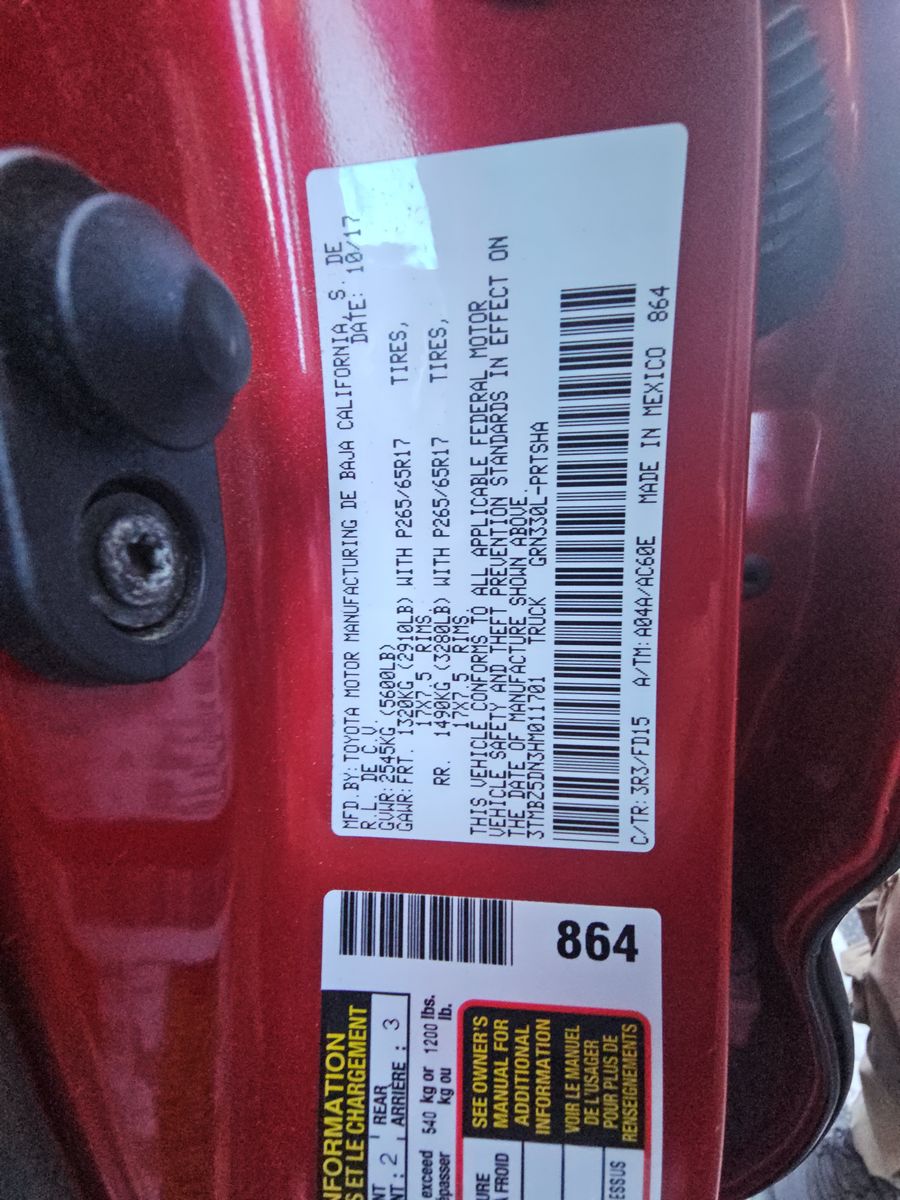 MFD.BY:TOYOTA MOTOR MANUFACTURING DE BAJA CALIFORNIA, S. DE
R.L. DE C.V. DATE: 10/17
GVWR:2545KG (5600LB)
GAWR:FRT. 1320KG (2910LB) WITH P265/65R17 TIRES,
17X7.5 RIMS
RR. 1490KG (3280LB) WITH P265/65R17 TIRES,
17X7.5 RIMS
THIS VEHICLE CONFORMS TO ALL APPLICABLE FEDERAL MOTOR
VEHICLE SAFETY AND THEFT PREVENTION STANDARDS IN EFFECT ON
THE DATE OF MANUFACTURE SHOWN ABOVE.
3TMBZ5DN3HM011701 TRUCK GRN330L-PRTSHA
C/TR:3R3/FD15 A/TM:A04A/AC60E MADE IN MEXICO 864
864
NFORMATION
ET LE CHARGEMENT
2 REAR
ARRIÈRE : 3
exceed 540 kg or 1200 lbs.
kg ou lb.
SEE OWNER'S
MANUAL FOR
ADDITIONAL
INFORMATION
VOIR LE MANUEL
DE L'USAGER
POUR PLUS DE
RENSEIGNEMENTS